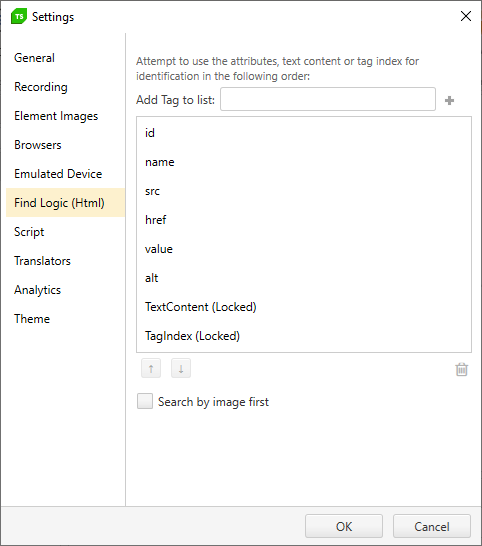 TS Settings
General
Recording
Element Images
Browsers
Emulated Device
Find Logic (Html)
Script
Translators
Analytics
Theme
Attempt to use the attributes, text content or tag index for
identification in the following order:
Add Tag to list:
id
name
src
href
value
alt
TextContent (Locked)
TagIndex (Locked)
Search by image first
OK
Cancel